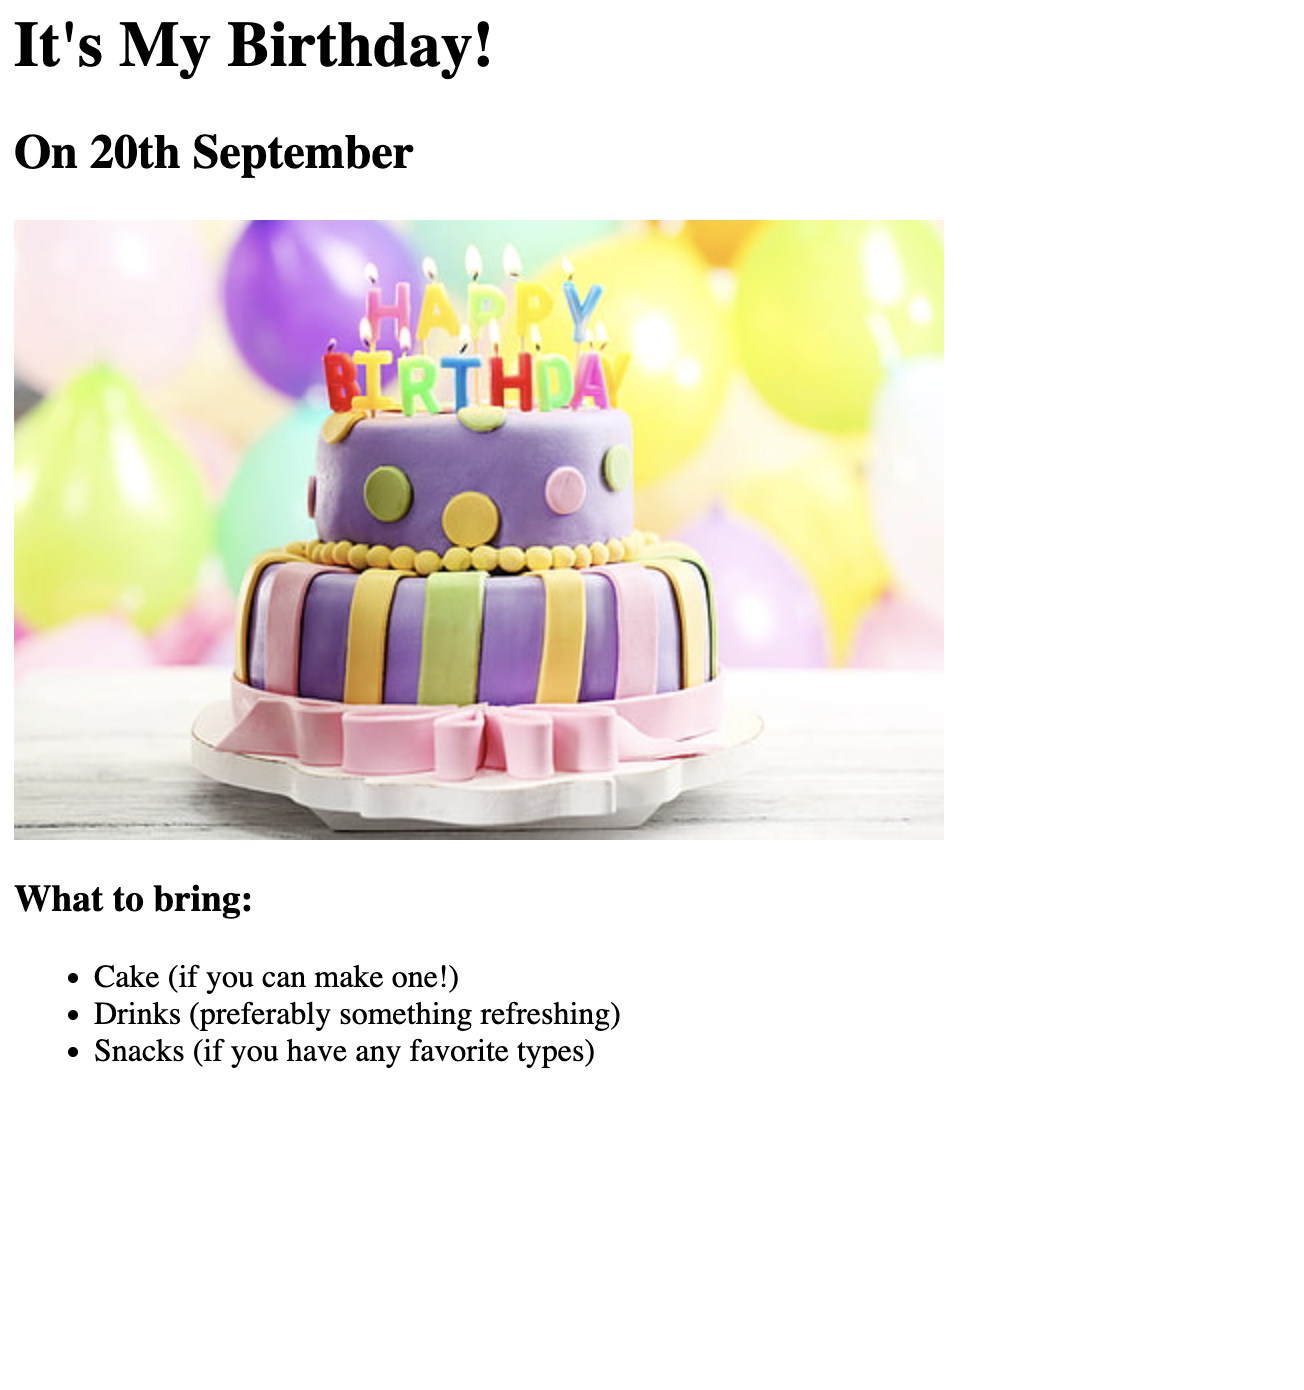 It's My Birthday!
On 20th September
HAPPY
BIRTHDAY
What to bring:
Cake (if you can make one!)
Drinks (preferably something refreshing)
Snacks (if you have any favorite types)